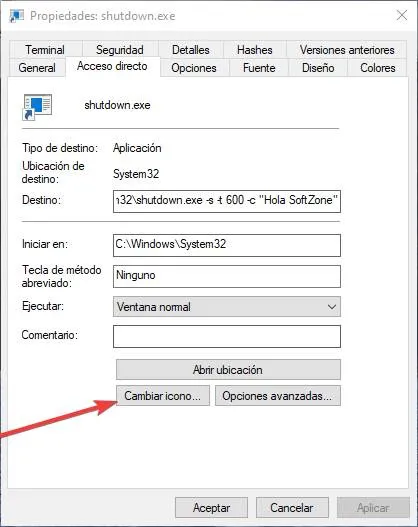 Propiedades: shutdown.exe
Terminal Seguridad Detalles Hashes Versiones anteriores
General Acceso directo Opciones Fuente Diseño Colores
shutdown.exe
Tipo de destino: Aplicación
Ubicación de destino: System32
Destino: ı32\shutdown.exe -s -t 600 -c "Hola SoftZone"
Iniciar en: C:\Windows\System32
Tecla de método abreviado: Ninguno
Ejecutar: Ventana normal
Comentario:
Abrir ubicación
Cambiar icono... Opciones avanzadas...
Aceptar Cancelar Aplicar